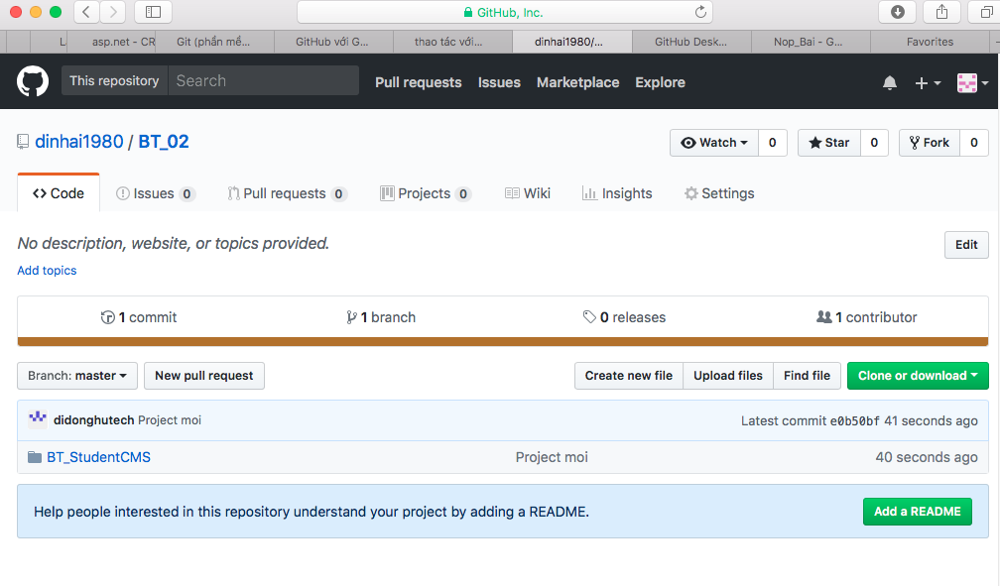 GitHub, Inc.
asp.net - CR
Git (phần mề...
GitHub với G...
thao tác với...
dinhai1980/...
GitHub Desk...
Nop_Bai - G...
Favorites
This repository Search Pull requests Issues Marketplace Explore
dinhai1980 / BT_02
Watch 0 Star 0 Fork 0
Code Issues 0 Pull requests 0 Projects 0 Wiki Insights Settings
No description, website, or topics provided. Edit
Add topics
1 commit 1 branch 0 releases 1 contributor
Branch: master New pull request Create new file Upload files Find file Clone or download
didonghutech Project moi Latest commit e0b50bf 41 seconds ago
BT_StudentCMS Project moi 40 seconds ago
Help people interested in this repository understand your project by adding a README. Add a README